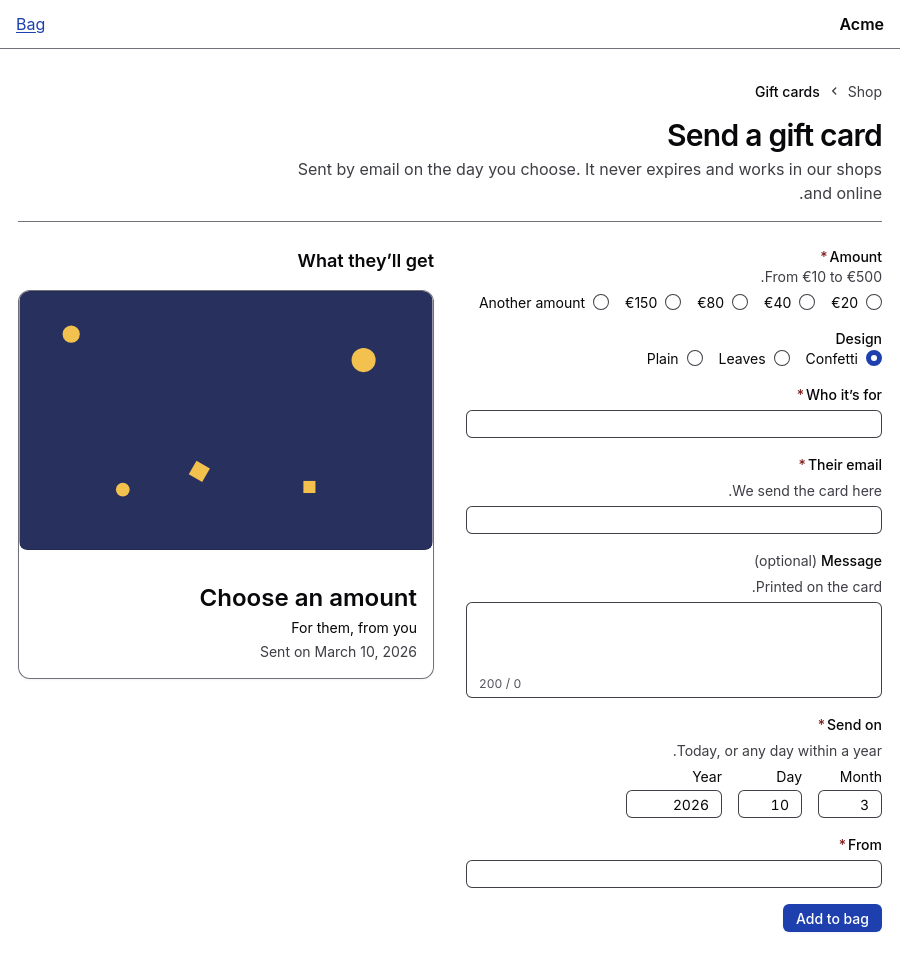 Acme
Bag
Shop
Gift cards
Send a gift card
Sent by email on the day you choose. It never expires and works in our shops
.and online
*Amount
.From €10 to €500
€20
€40
€80
€150
Another amount
Design
Confetti
Leaves
Plain
*Who it’s for
*Their email
.We send the card here
(optional) Message
.Printed on the card
200 / 0
*Send on
.Today, or any day within a year
Month
Day
Year
3
10
2026
*From
Add to bag
What they’ll get
Choose an amount
For them, from you
Sent on March 10, 2026